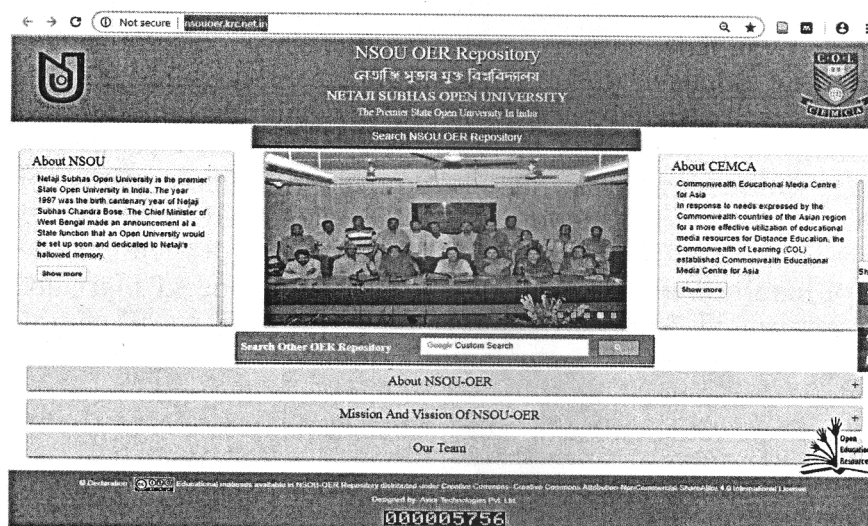 Not secure | nsouoer.krc.net.in
NSOU OER Repository
নেতাজি সুভাষ মুক্ত বিশ্ববিদ্যালয়
NETAJI SUBHAS OPEN UNIVERSITY
The Premier State Open University In India
C·O·L
CEMCA
Search NSOU OER Repository
About NSOU
Netaji Subhas Open University is the premier
State Open University in India. The year
1997 was the birth centenary year of Netaji
Subhas Chandra Bose. The Chief Minister of
West Bengal made an announcement at a
State function that an Open University would
be set up soon and dedicated to Netaji's
hallowed memory.
Show more
About CEMCA
Commonwealth Educational Media Centre
for Asia
In response to needs expressed by the
Commonwealth countries of the Asian region
for a more effective utilization of educational
media resources for Distance Education, the
Commonwealth of Learning (COL)
established Commonwealth Educational
Media Centre for Asia
Show more
Sh
Search Other OER Repository
Google Custom Search
About NSOU-OER
+
Mission And Vission Of NSOU-OER
+
Our Team
Open
Education
Resource
© Declaration : Educational materials available in NSOU-OER Repository distributed under Creative Commons- Creative Commons Attribution-NonCommercial-ShareAlike 4.0 International License
Designed by Technologies Pvt. Ltd.
000005756